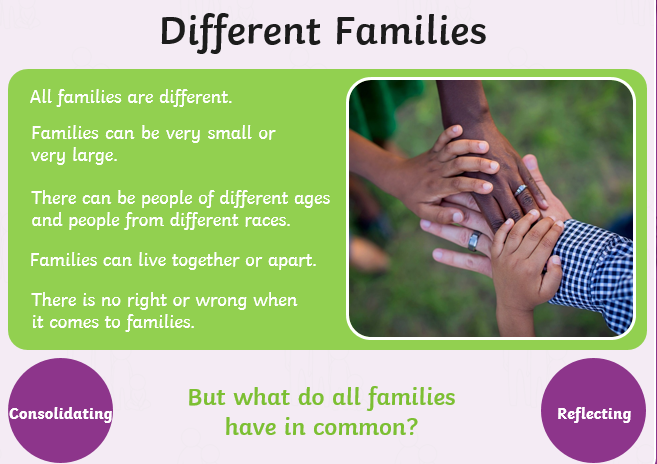 Different Families
All families are different.
Families can be very small or
very large.
There can be people of different ages
and people from different races.
Families can live together or apart.
There is no right or wrong when
it comes to families.
Consolidating
But what do all families
have in common?
Reflecting